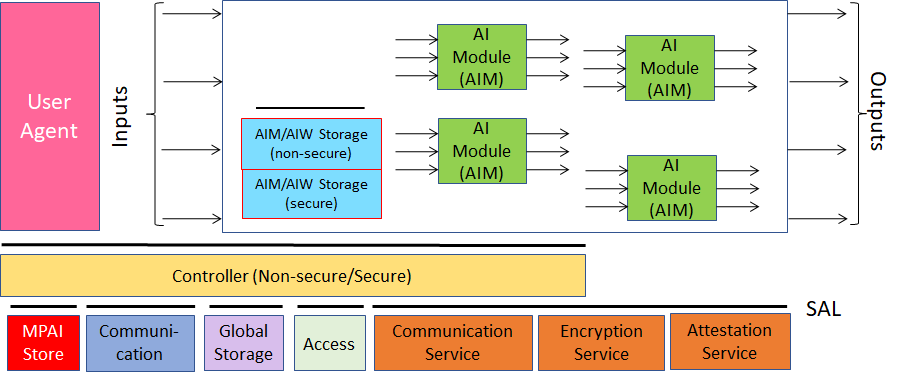 User
Agent
Inputs
AIM/AIW Storage
(non-secure)
AIM/AIW Storage
(secure)
AI
Module
(AIM)
AI
Module
(AIM)
AI
Module
(AIM)
AI
Module
(AIM)
Outputs
Controller (Non-secure/Secure)
SAL
MPAI
Store
Communi-
cation
Global
Storage
Access
Communication
Service
Encryption
Service
Attestation
Service